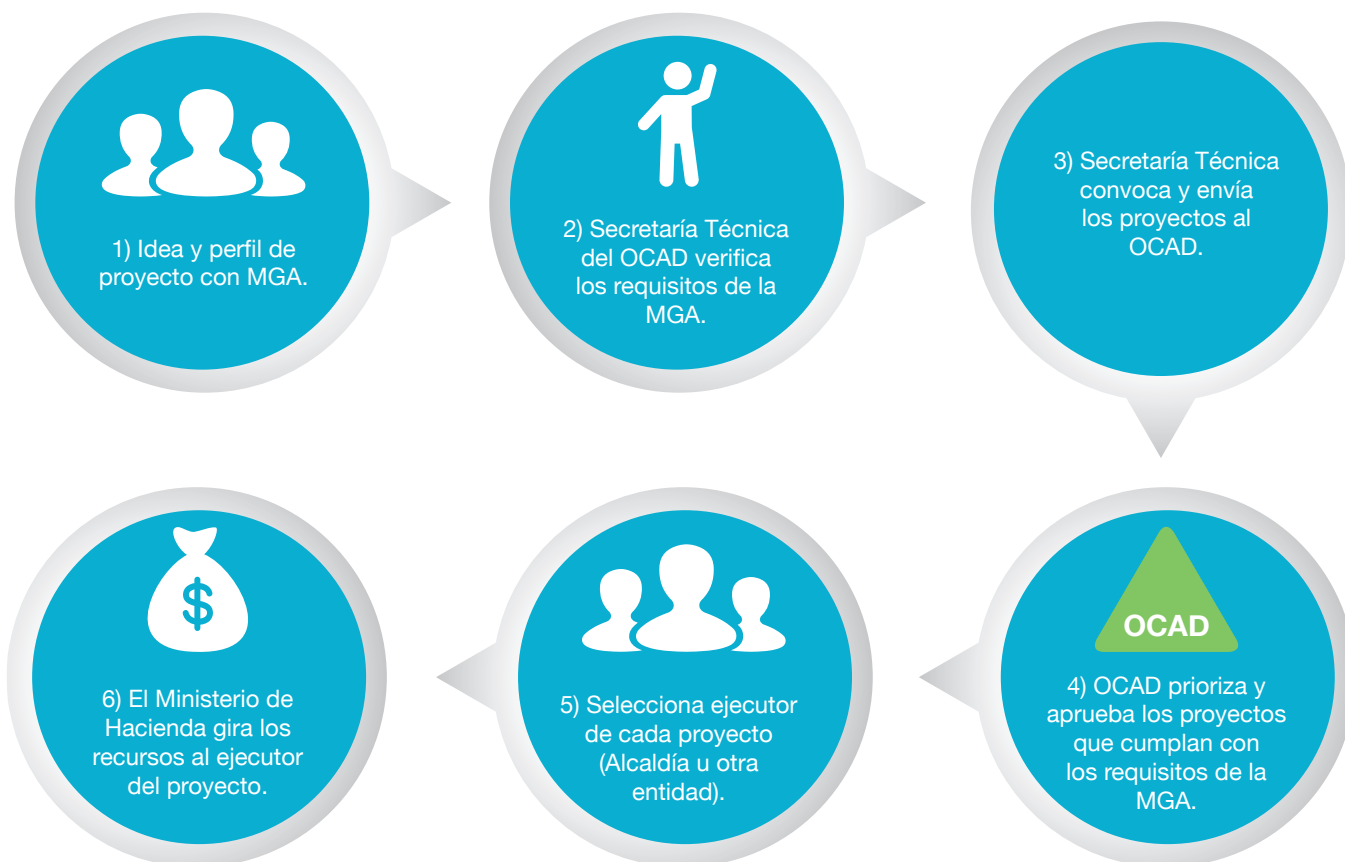 1) Idea y perfil de
proyecto con MGA.
2) Secretaría Técnica
del OCAD verifica
los requisitos de la
MGA.
3) Secretaría Técnica
convoca y envía
los proyectos al
OCAD.
OCAD
4) OCAD prioriza y
aprueba los proyectos
que cumplan con
los requisitos de la
MGA.
5) Selecciona ejecutor
de cada proyecto
(Alcaldía u otra
entidad).
$
6) El Ministerio de
Hacienda gira los
recursos al ejecutor
del proyecto.